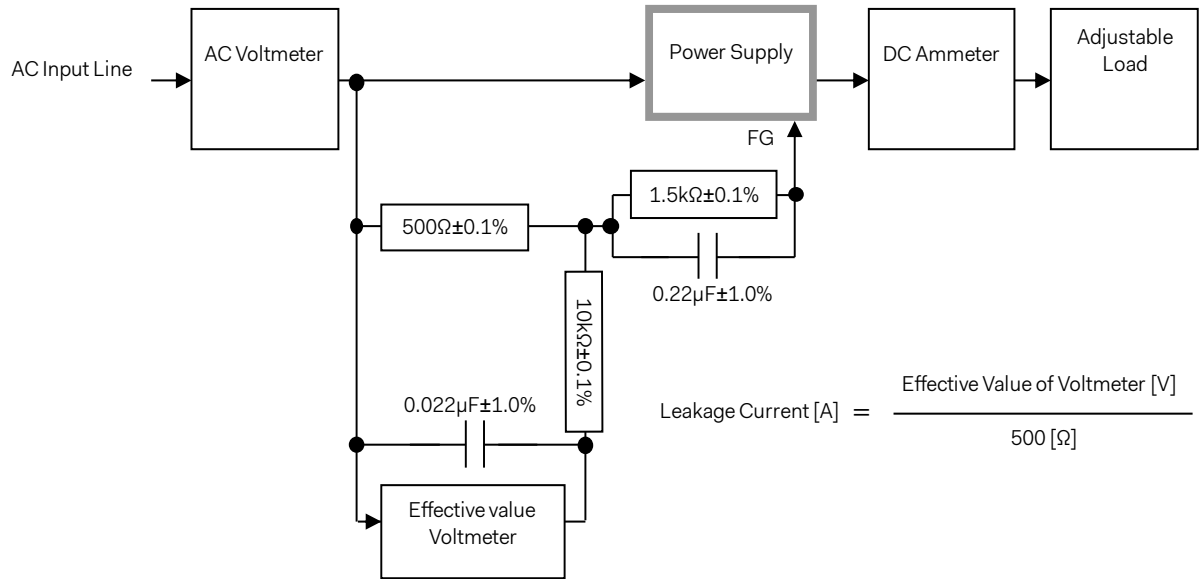 AC Input Line
AC Voltmeter
Power Supply
DC Ammeter
Adjustable
Load
FG
1.5kΩ±0.1%
500Ω±0.1%
0.22µF±1.0%
10kΩ±0.1%
0.022µF±1.0%
Effective value
Voltmeter
Leakage Current [A] =
Effective Value of Voltmeter [V]
500 [Ω]